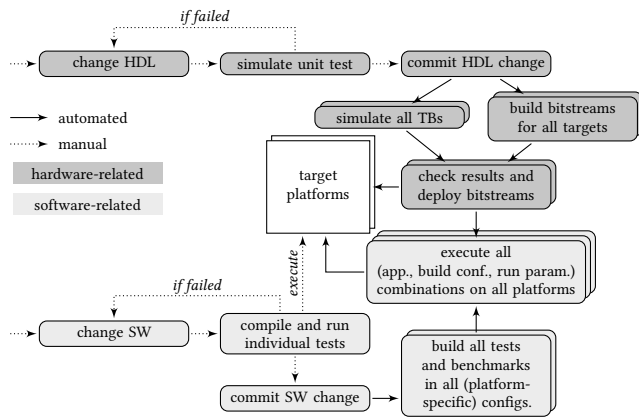 if failed
change HDL
simulate unit test
commit HDL change
automated
manual
hardware-related
software-related
simulate all TBs
build bitstreams
for all targets
target
platforms
check results and
deploy bitstreams
execute
execute all
(app., build conf., run param.)
combinations on all platforms
if failed
change SW
compile and run
individual tests
commit SW change
build all tests
and benchmarks
in all (platform-
specific) configs.